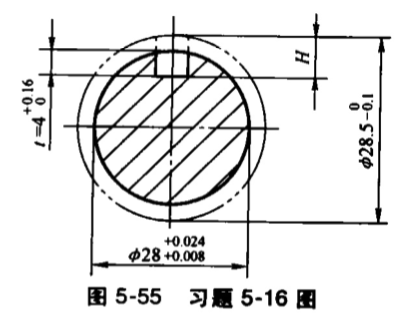 H
t=4 +0.16 0
φ28.5 0 -0.1
φ28 +0.024 +0.008
图 5-55 习题 5-16 图